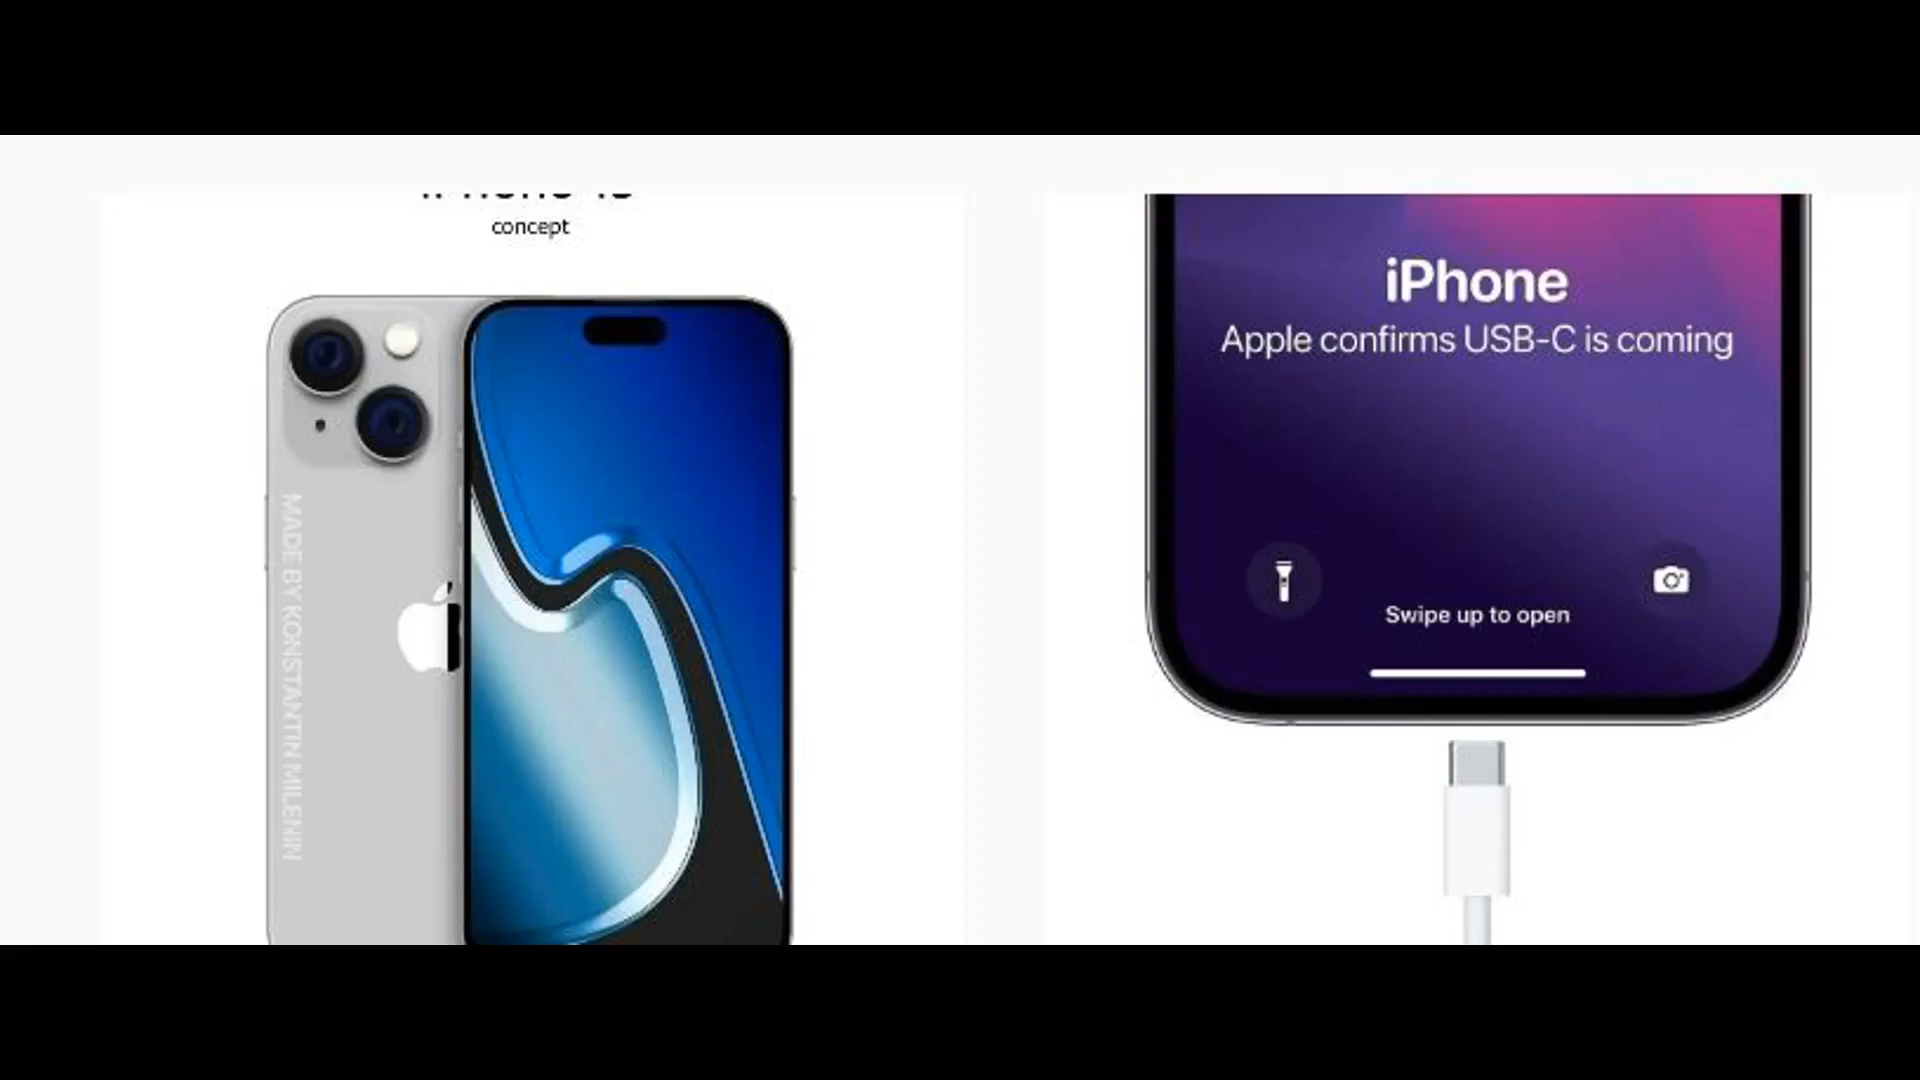 concept
MADE BY KONSTANTIN MILENIN
iPhone
Apple confirms USB-C is coming
Swipe up to open